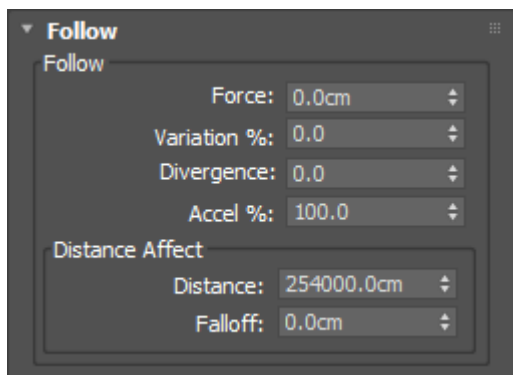 Follow
Follow
Force: 0.0cm
Variation %: 0.0
Divergence: 0.0
Accel %: 100.0
Distance Affect
Distance: 254000.0cm
Falloff: 0.0cm